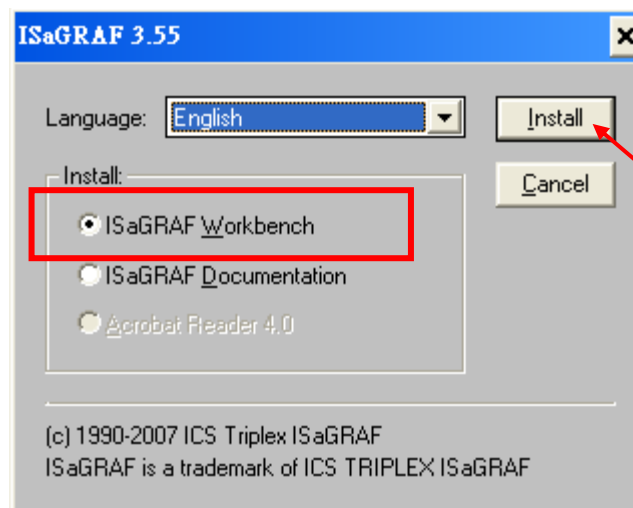 ISaGRAF 3.55
Language: English Install
Install: Cancel
ISaGRAF Workbench
ISaGRAF Documentation
Acrobat Reader 4.0
(c) 1990-2007 ICS Triplex ISaGRAF
ISaGRAF is a trademark of ICS TRIPLEX ISaGRAF